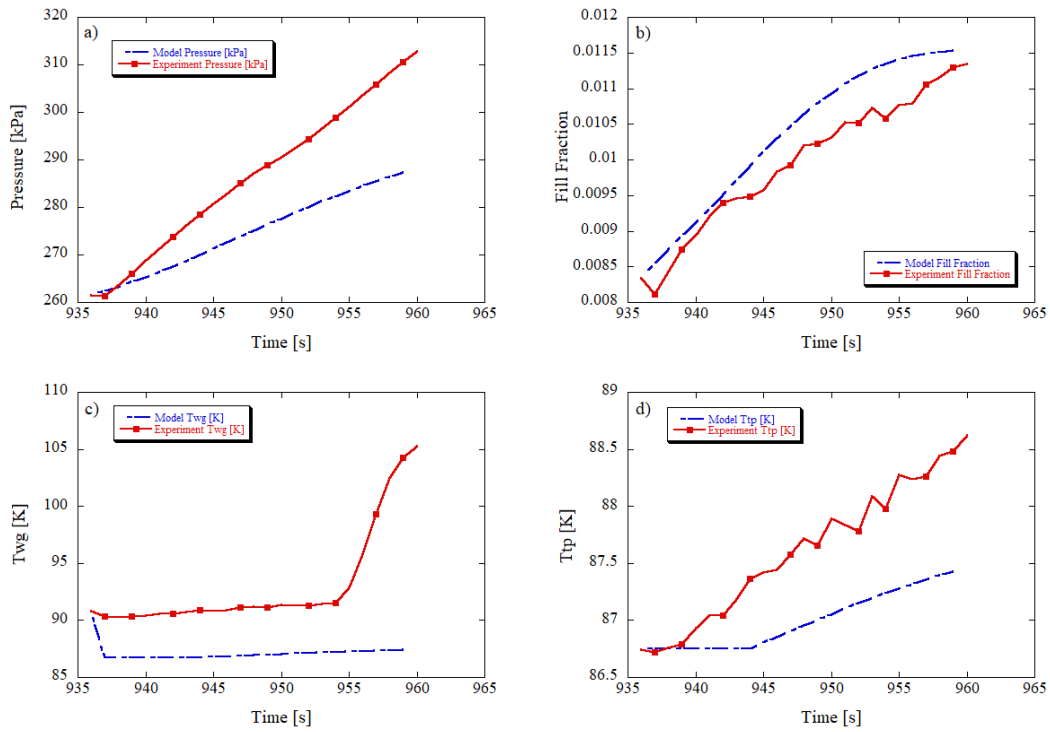 a)
Model Pressure [kPa]
Experiment Pressure [kPa]
320
310
300
290
280
270
260
Pressure [kPa]
935 940 945 950 955 960 965
Time [s]
b)
0.012
0.0115
0.011
0.0105
0.01
0.0095
0.009
0.0085
0.008
Fill Fraction
Model Fill Fraction
Experiment Fill Fraction
935 940 945 950 955 960 965
Time [s]
c)
Model Twg [K]
Experiment Twg [K]
110
105
100
95
90
85
Twg [K]
935 940 945 950 955 960 965
Time [s]
d)
Model Ttp [K]
Experiment Ttp [K]
89
88.5
88
87.5
87
86.5
Ttp [K]
935 940 945 950 955 960 965
Time [s]